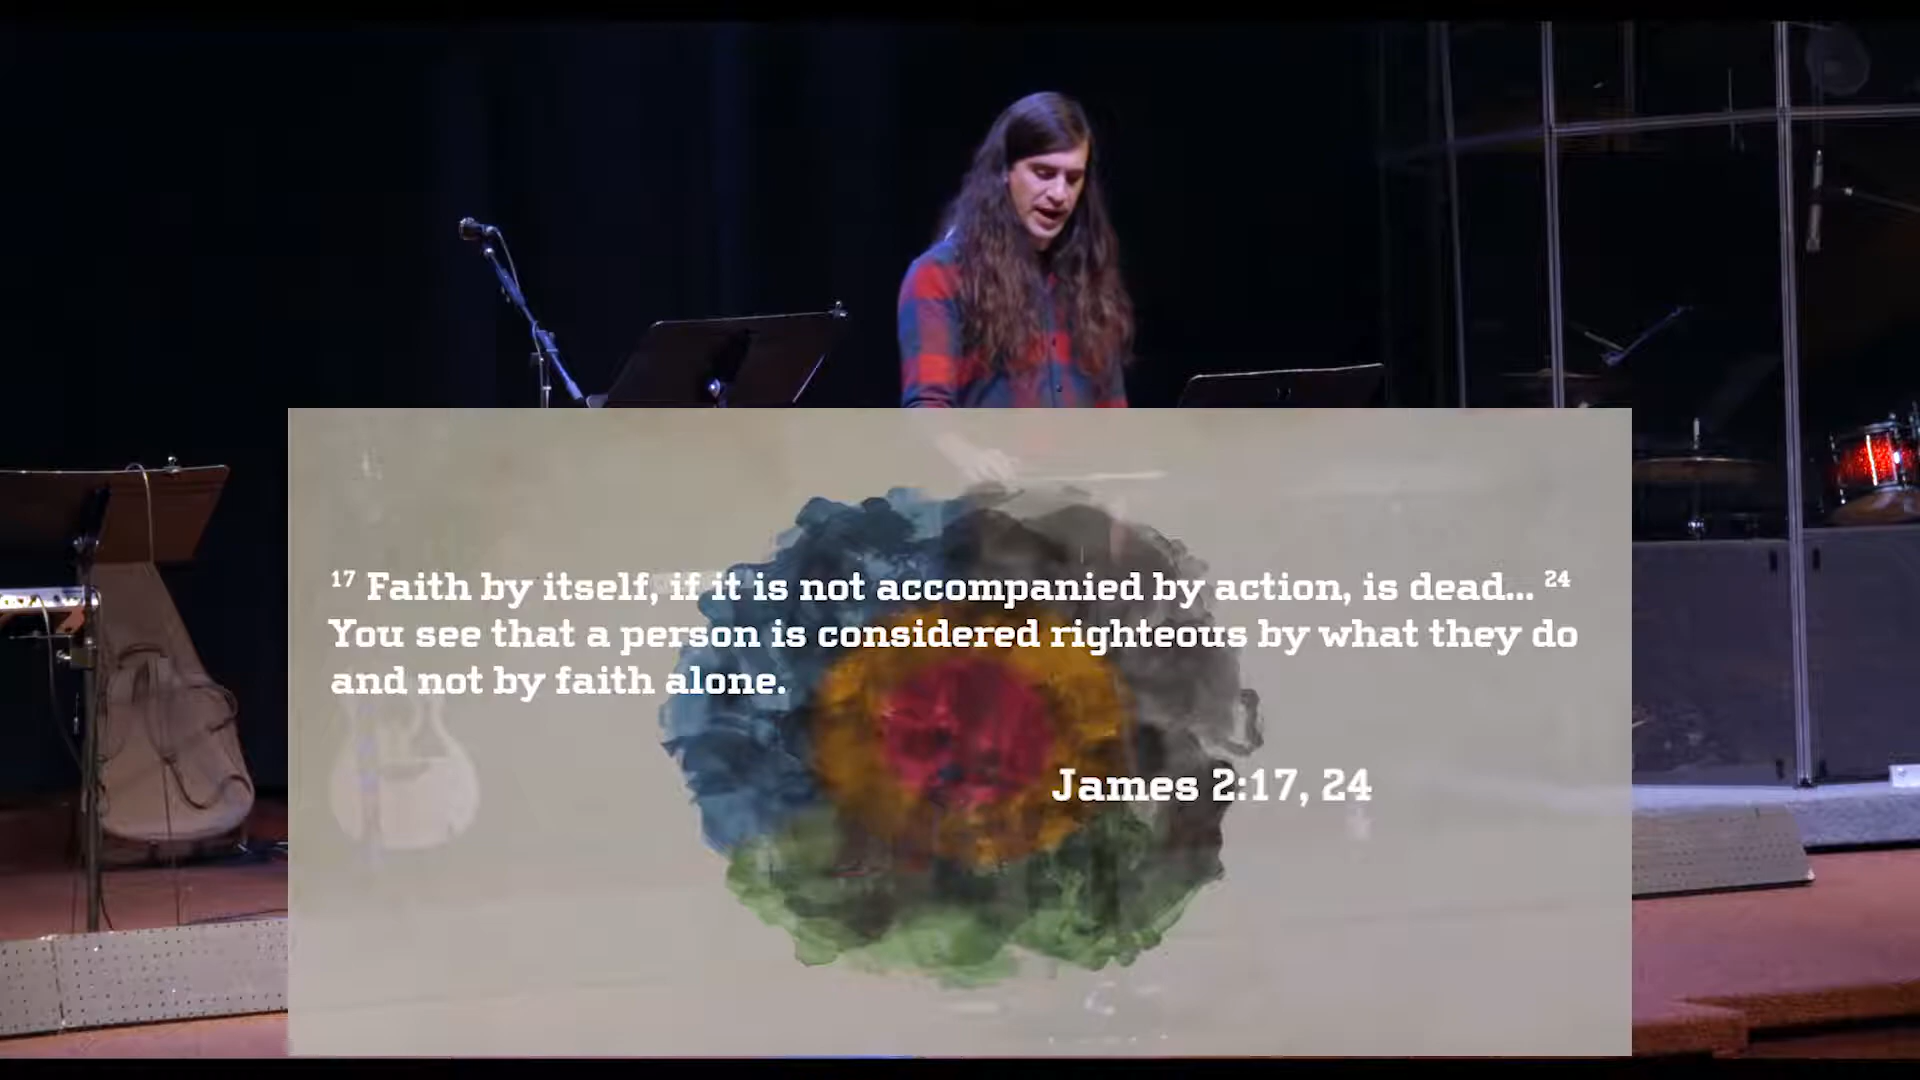 ¹⁷ Faith by itself, if it is not accompanied by action, is dead... ²⁴
You see that a person is considered righteous by what they do
and not by faith alone.
James 2:17, 24